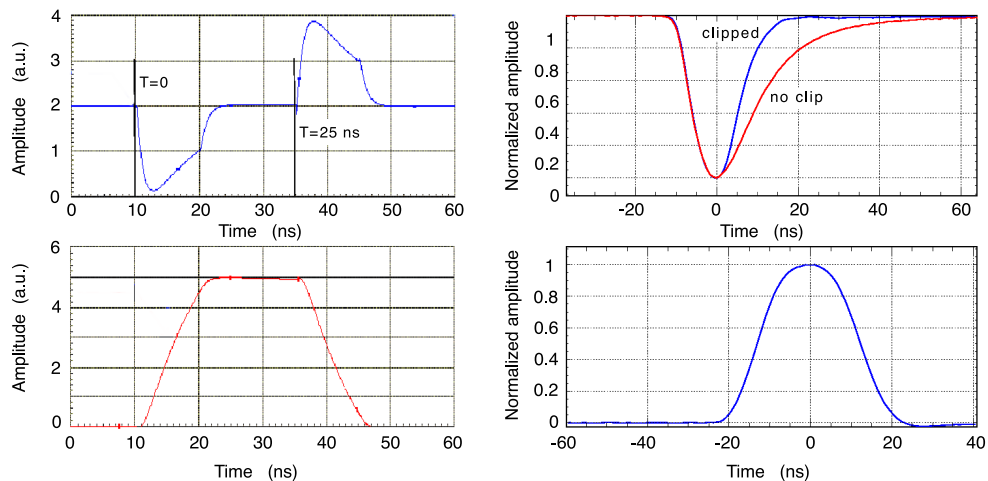 Amplitude (a.u.)
4
3
2
1
0
T=0
T=25 ns
0 10 20 30 40 50 60
Time (ns)
Normalized amplitude
1
0.8
0.6
0.4
0.2
0
clipped
no clip
-20 0 20 40 60
Time (ns)
Amplitude (a.u.)
6
4
2
0
0 10 20 30 40 50 60
Time (ns)
Normalized amplitude
1
0.8
0.6
0.4
0.2
0
-60 -40 -20 0 20 40
Time (ns)